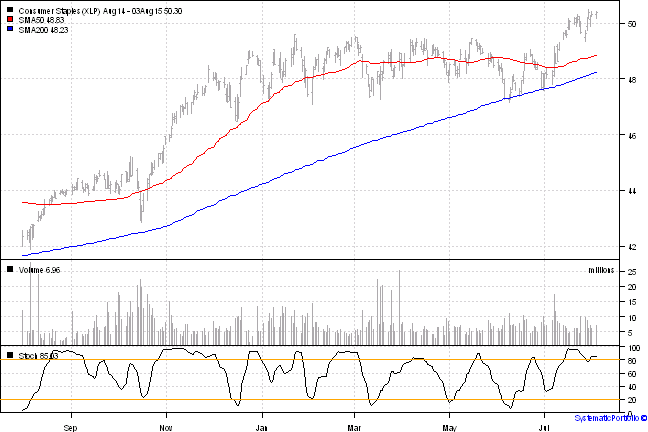 Consumer Staples (XLP) Aug 14 - 03Aug15 50.30
SMA50 48.83
SMA200 48.23
50
48
46
44
42
Volume 6.96
millions
25
20
15
10
5
Stoch 85.03
100
80
60
40
20
0
Sep
Nov
Jan
Mar
May
Jul
SystematicPortfolio ©